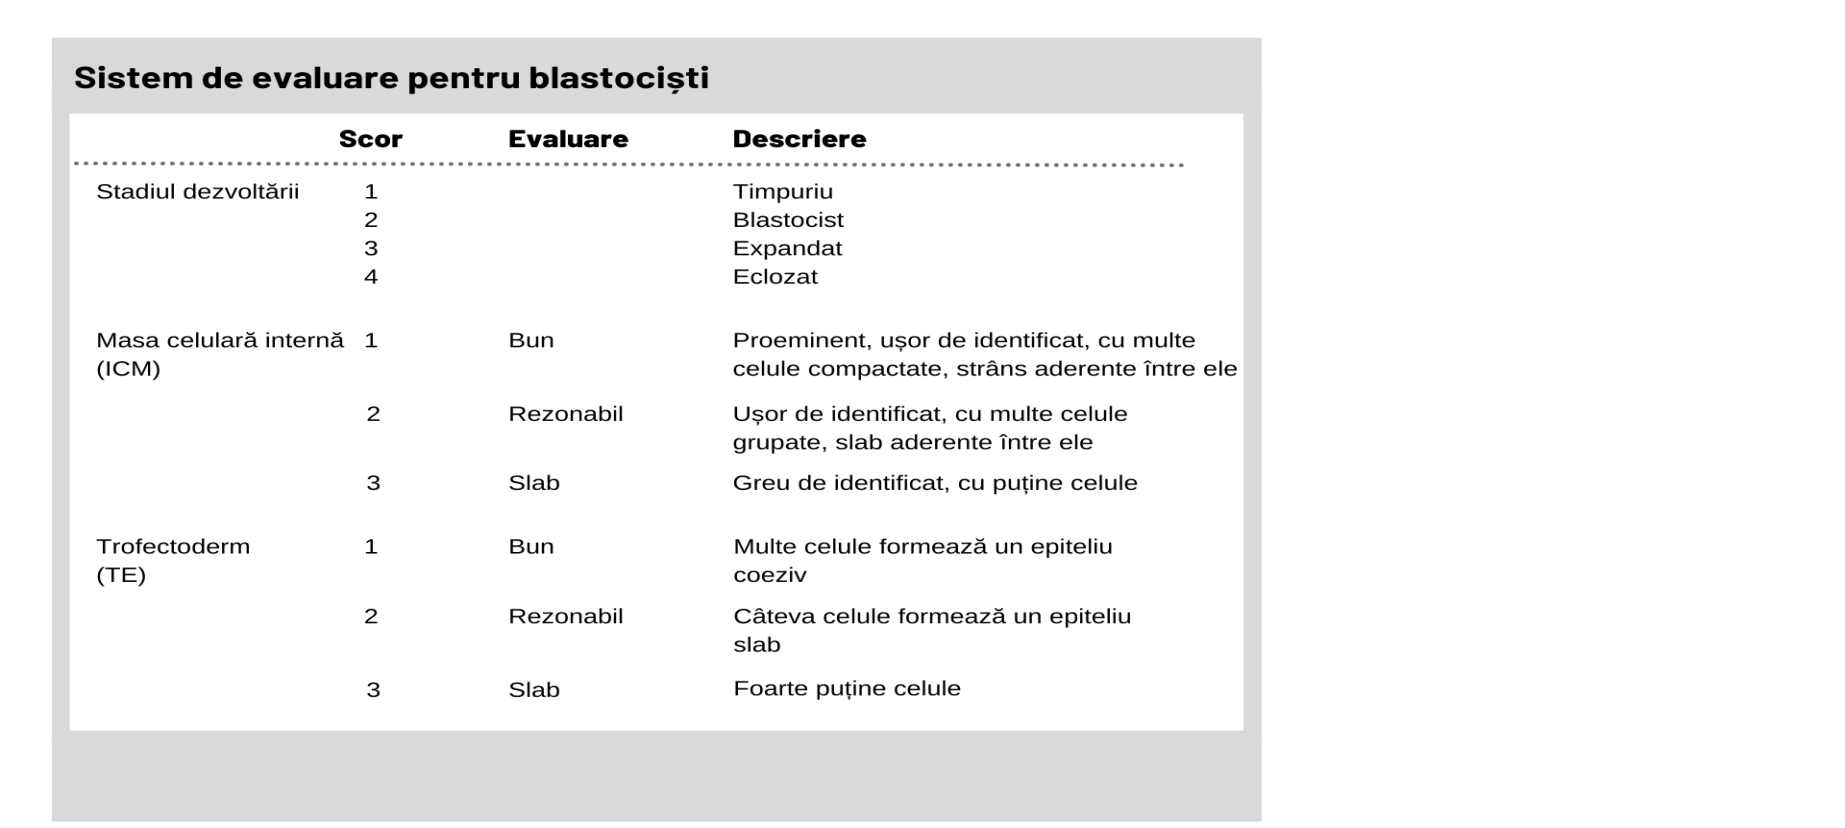 Sistem de evaluare pentru blastociști
Scor Evaluare Descriere
Stadiul dezvoltării 1 Timpuriu
2 Blastocist
3 Expandat
4 Eclozat
Masa celulară internă 1 Bun Proeminent, ușor de identificat, cu multe
(ICM) celule compactate, strâns aderente între ele
2 Rezonabil Ușor de identificat, cu multe celule
grupate, slab aderente între ele
3 Slab Greu de identificat, cu puține celule
Trofectoderm 1 Bun Multe celule formează un epiteliu
(TE) coeziv
2 Rezonabil Câteva celule formează un epiteliu
slab
3 Slab Foarte puține celule